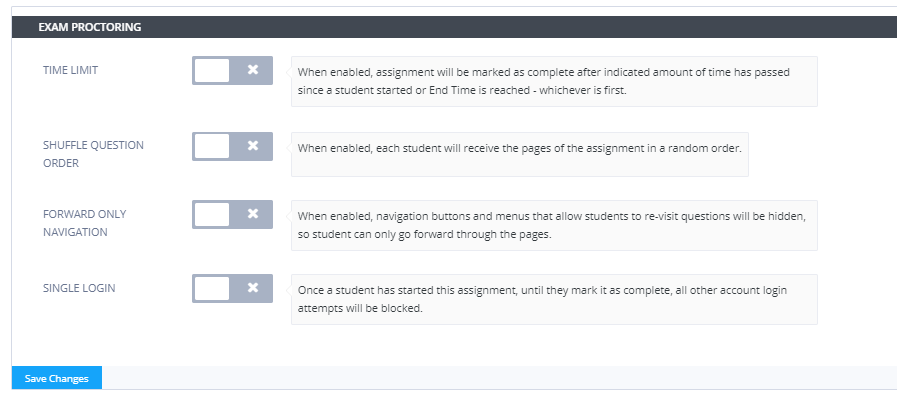 EXAM PROCTORING
TIME LIMIT
When enabled, assignment will be marked as complete after indicated amount of time has passed
since a student started or End Time is reached - whichever is first.
SHUFFLE QUESTION
ORDER
When enabled, each student will receive the pages of the assignment in a random order.
FORWARD ONLY
NAVIGATION
When enabled, navigation buttons and menus that allow students to re-visit questions will be hidden,
so student can only go forward through the pages.
SINGLE LOGIN
Once a student has started this assignment, until they mark it as complete, all other account login
attempts will be blocked.
Save Changes